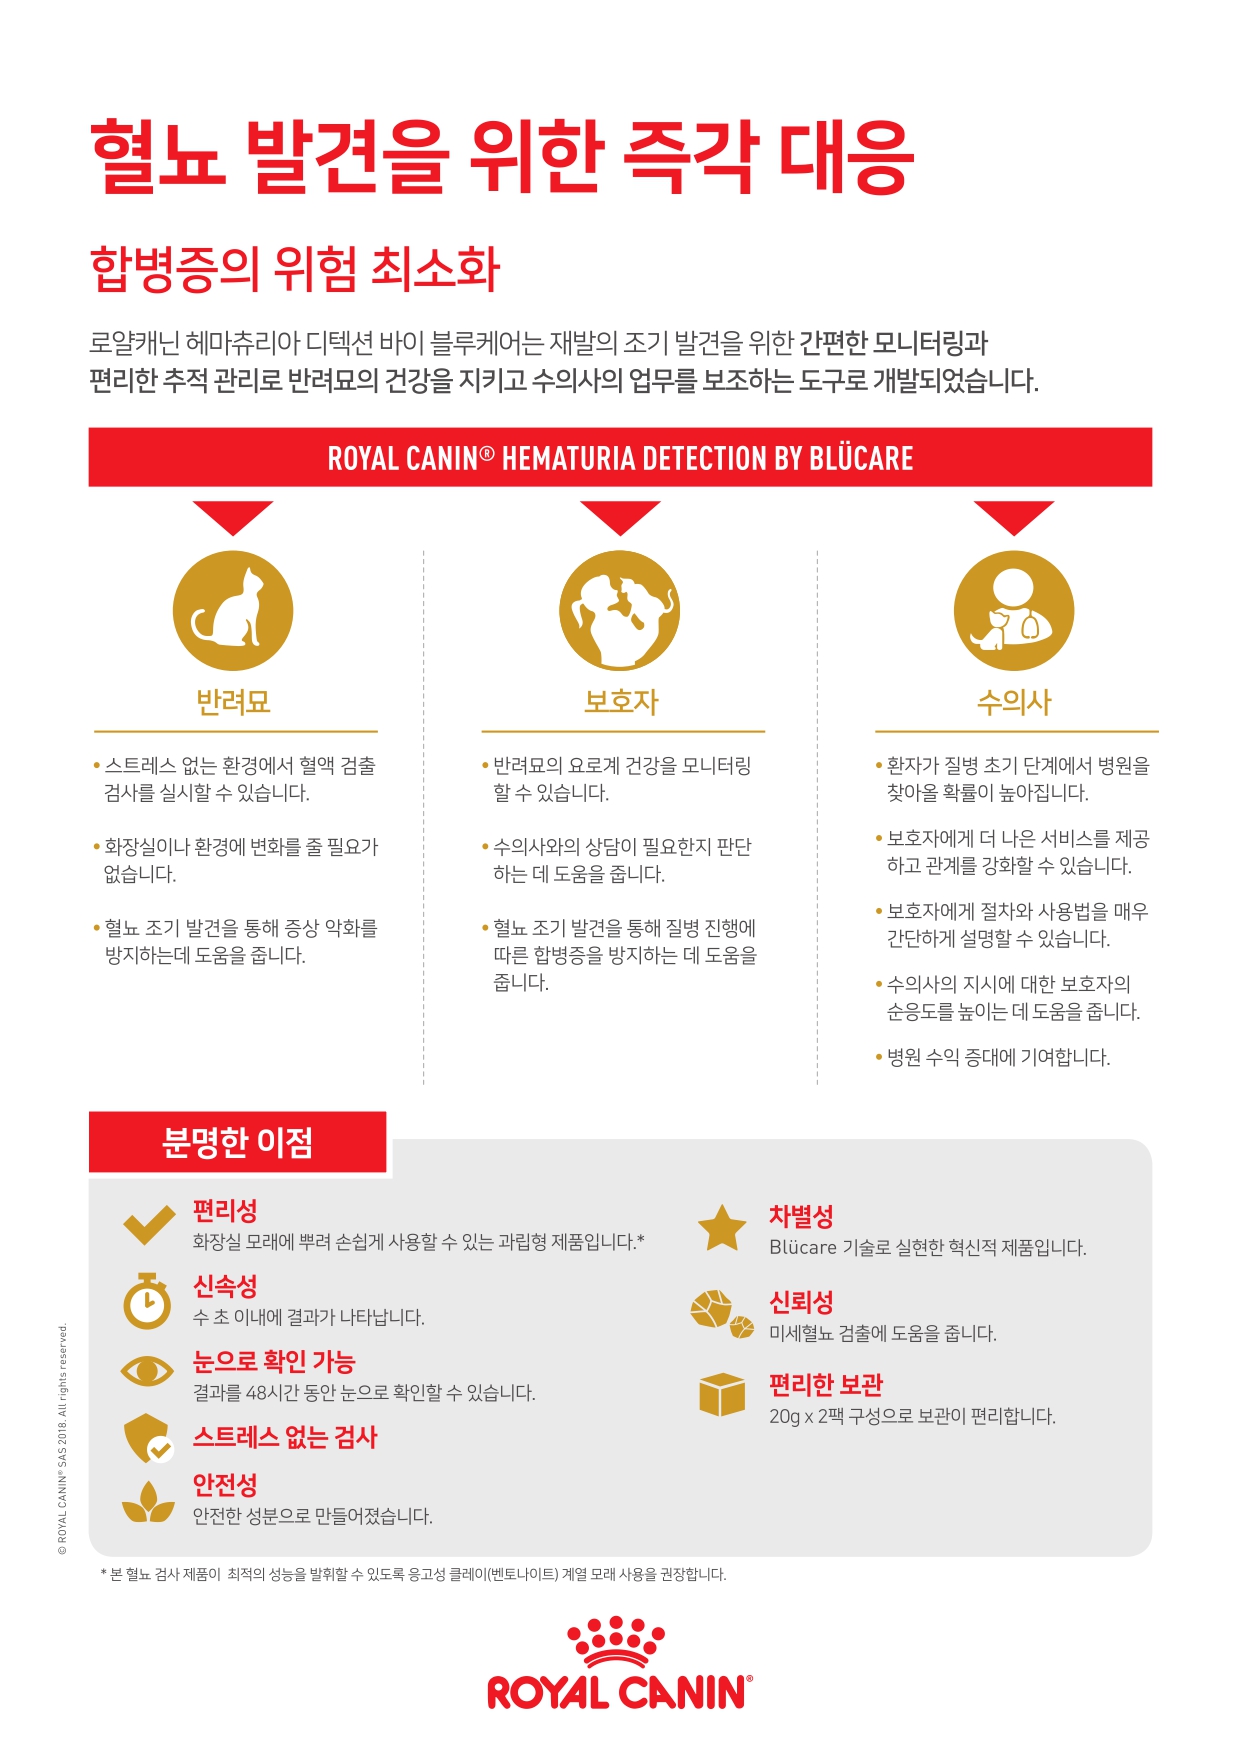 혈뇨 발견을 위한 즉각 대응
합병증의 위험 최소화
로얄캐닌 헤마츄리아 디텍션 바이 블루케어는 재발의 조기 발견을 위한 간편한 모니터링과
편리한 추적 관리로 반려묘의 건강을 지키고 수의사의 업무를 보조하는 도구로 개발되었습니다.
ROYAL CANIN® HEMATURIA DETECTION BY BLÜCARE
반려묘
• 스트레스 없는 환경에서 혈액 검출
검사를 실시할 수 있습니다.
• 화장실이나 환경에 변화를 줄 필요가
없습니다.
• 혈뇨 조기 발견을 통해 증상 악화를
방지하는데 도움을 줍니다.
보호자
• 반려묘의 요로계 건강을 모니터링
할 수 있습니다.
• 수의사와의 상담이 필요한지 판단
하는 데 도움을 줍니다.
• 혈뇨 조기 발견을 통해 질병 진행에
따른 합병증을 방지하는 데 도움을
줍니다.
수의사
• 환자가 질병 초기 단계에서 병원을
찾아올 확률이 높아집니다.
• 보호자에게 더 나은 서비스를 제공
하고 관계를 강화할 수 있습니다.
• 보호자에게 절차와 사용법을 매우
간단하게 설명할 수 있습니다.
• 수의사의 지시에 대한 보호자의
순응도를 높이는 데 도움을 줍니다.
• 병원 수익 증대에 기여합니다.
분명한 이점
편리성
화장실 모래에 뿌려 손쉽게 사용할 수 있는 과립형 제품입니다.*
신속성
수 초 이내에 결과가 나타납니다.
눈으로 확인 가능
결과를 48시간 동안 눈으로 확인할 수 있습니다.
스트레스 없는 검사
안전성
안전한 성분으로 만들어졌습니다.
차별성
Blücare 기술로 실현한 혁신적 제품입니다.
신뢰성
미세혈뇨 검출에 도움을 줍니다.
편리한 보관
20g x 2팩 구성으로 보관이 편리합니다.
* 본 혈뇨 검사 제품이 최적의 성능을 발휘할 수 있도록 응고성 클레이(벤토나이트) 계열 모래 사용을 권장합니다.
© ROYAL CANIN® SAS 2018. All rights reserved.
ROYAL CANIN®